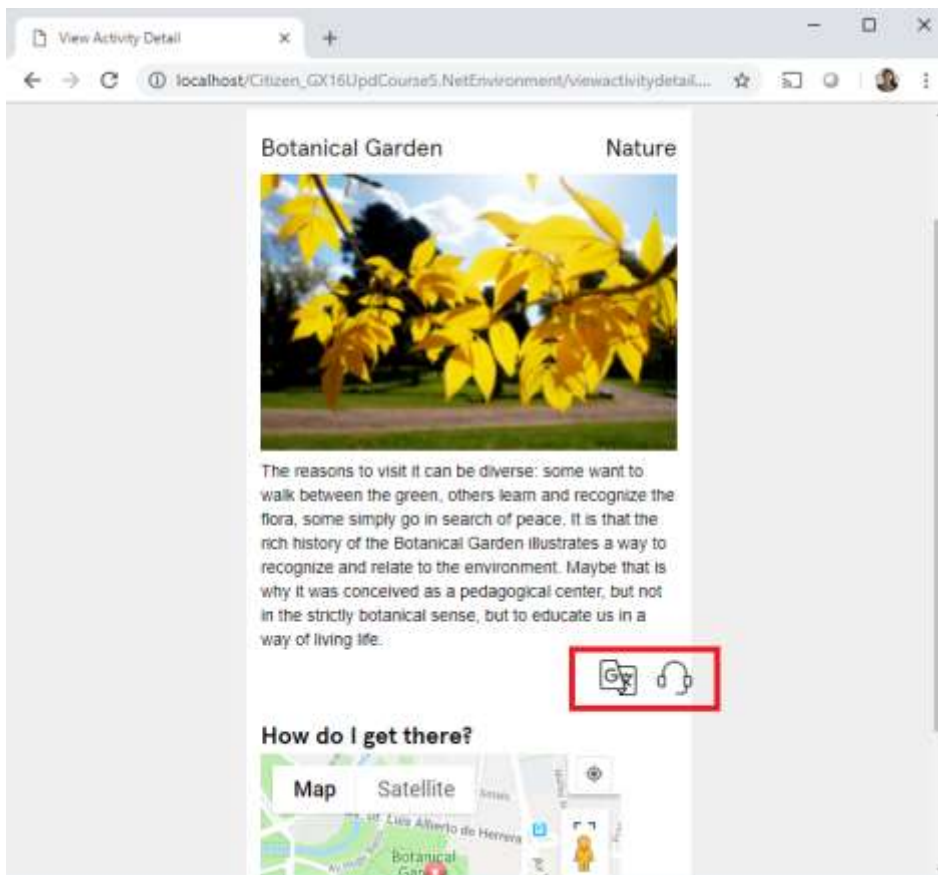 View Activity Detail
localhost/Citizen_GX16UpdCourse5.NetEnvironment/viewactivitydetail....
Botanical Garden Nature
The reasons to visit it can be diverse: some want to
walk between the green, others learn and recognize the
flora, some simply go in search of peace. It is that the
rich history of the Botanical Garden illustrates a way to
recognize and relate to the environment. Maybe that is
why it was conceived as a pedagogical center, but not
in the strictly botanical sense, but to educate us in a
way of living life.
G
How do I get there?
Map Satellite
Luis Alberto de Herrera
Botanical